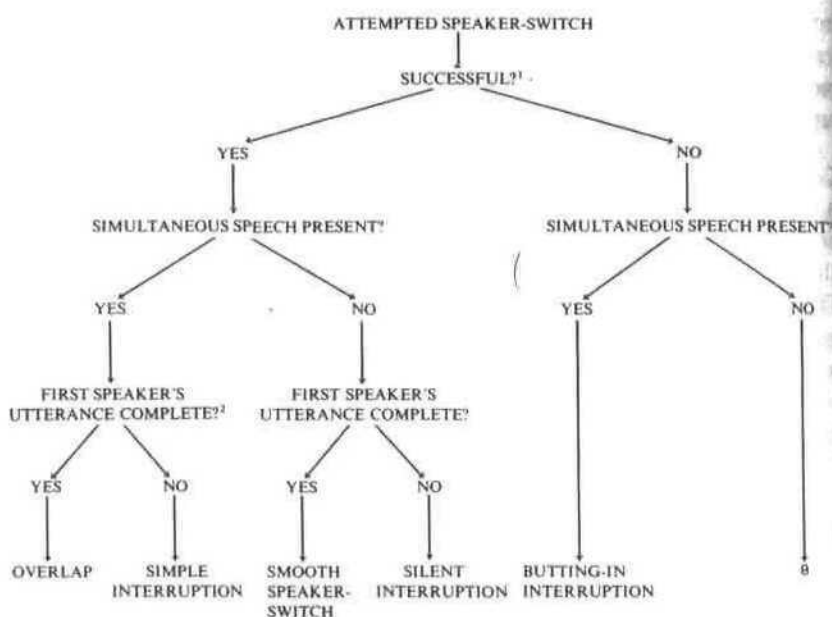 ATTEMPTED SPEAKER-SWITCH
SUCCESSFUL?¹
YES NO
SIMULTANEOUS SPEECH PRESENT? SIMULTANEOUS SPEECH PRESENT?
YES NO YES NO
FIRST SPEAKER'S FIRST SPEAKER'S
UTTERANCE COMPLETE?² UTTERANCE COMPLETE?
YES NO YES NO
OVERLAP SIMPLE SMOOTH SILENT BUTTING-IN θ
INTERRUPTION SPEAKER- INTERRUPTION INTERRUPTION
SWITCH